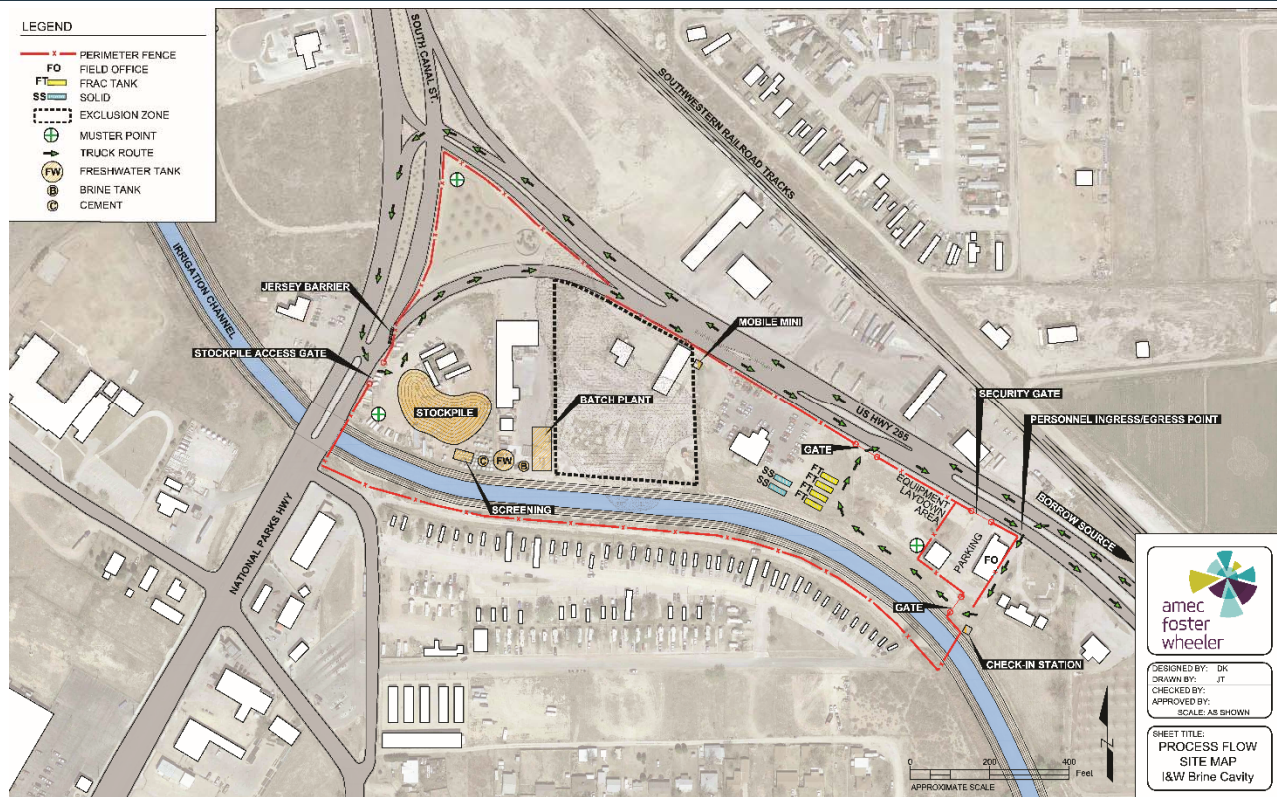 LEGEND
x PERIMETER FENCE
FO FIELD OFFICE
FT FRAC TANK
SS SOLID
EXCLUSION ZONE
MUSTER POINT
TRUCK ROUTE
FW FRESHWATER TANK
B BRINE TANK
C CEMENT
SOUTH CANAL ST.
SOUTHWESTERN RAILROAD TRACKS
IRRIGATION CHANNEL
JERSEY BARRIER
STOCKPILE ACCESS GATE
MOBILE MINI
STOCKPILE
BATCH PLANT
SECURITY GATE
PERSONNEL INGRESS/EGRESS POINT
US HWY 285
GATE
EQUIPMENT
LAYDOWN
AREA
BORROW SOURCE
SS
SS
FT
FT
FT
FT
C
FW
B
SCREENING
PARKING
FO
GATE
NATIONAL PARKS HWY
CHECK-IN STATION
amec
foster
wheeler
DESIGNED BY: DK
DRAWN BY: JT
CHECKED BY:
APPROVED BY:
SCALE: AS SHOWN
SHEET TITLE:
PROCESS FLOW
SITE MAP
I&W Brine Cavity
N
0 200 400
Feet
APPROXIMATE SCALE